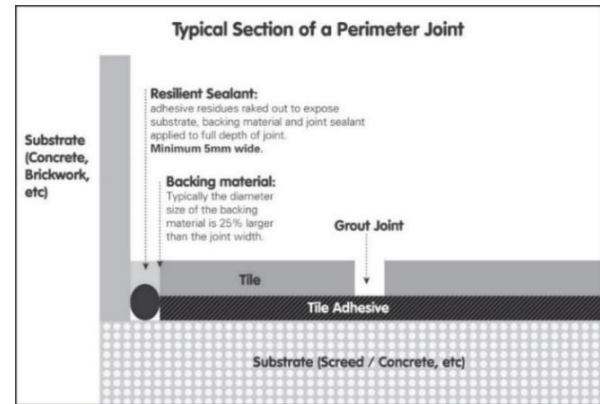 Typical Section of a Perimeter Joint
Resilient Sealant:
adhesive residues raked out to expose
substrate, backing material and joint sealant
applied to full depth of joint.
Minimum 5mm wide.
Substrate
(Concrete,
Brickwork,
etc)
Backing material:
Typically the diameter
size of the backing
material is 25% larger
than the joint width.
Grout Joint
Tile
Tile Adhesive
Substrate (Screed / Concrete, etc)